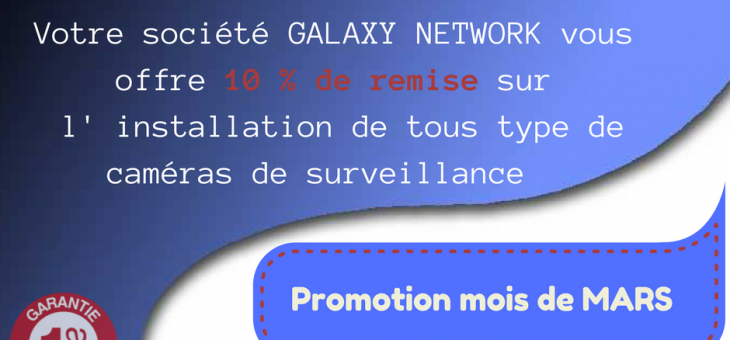 Votre société GALAXY NETWORK vous
offre 10 % de remise sur
l' installation de tous type de
caméras de surveillance
Promotion mois de MARS
GARANTIE